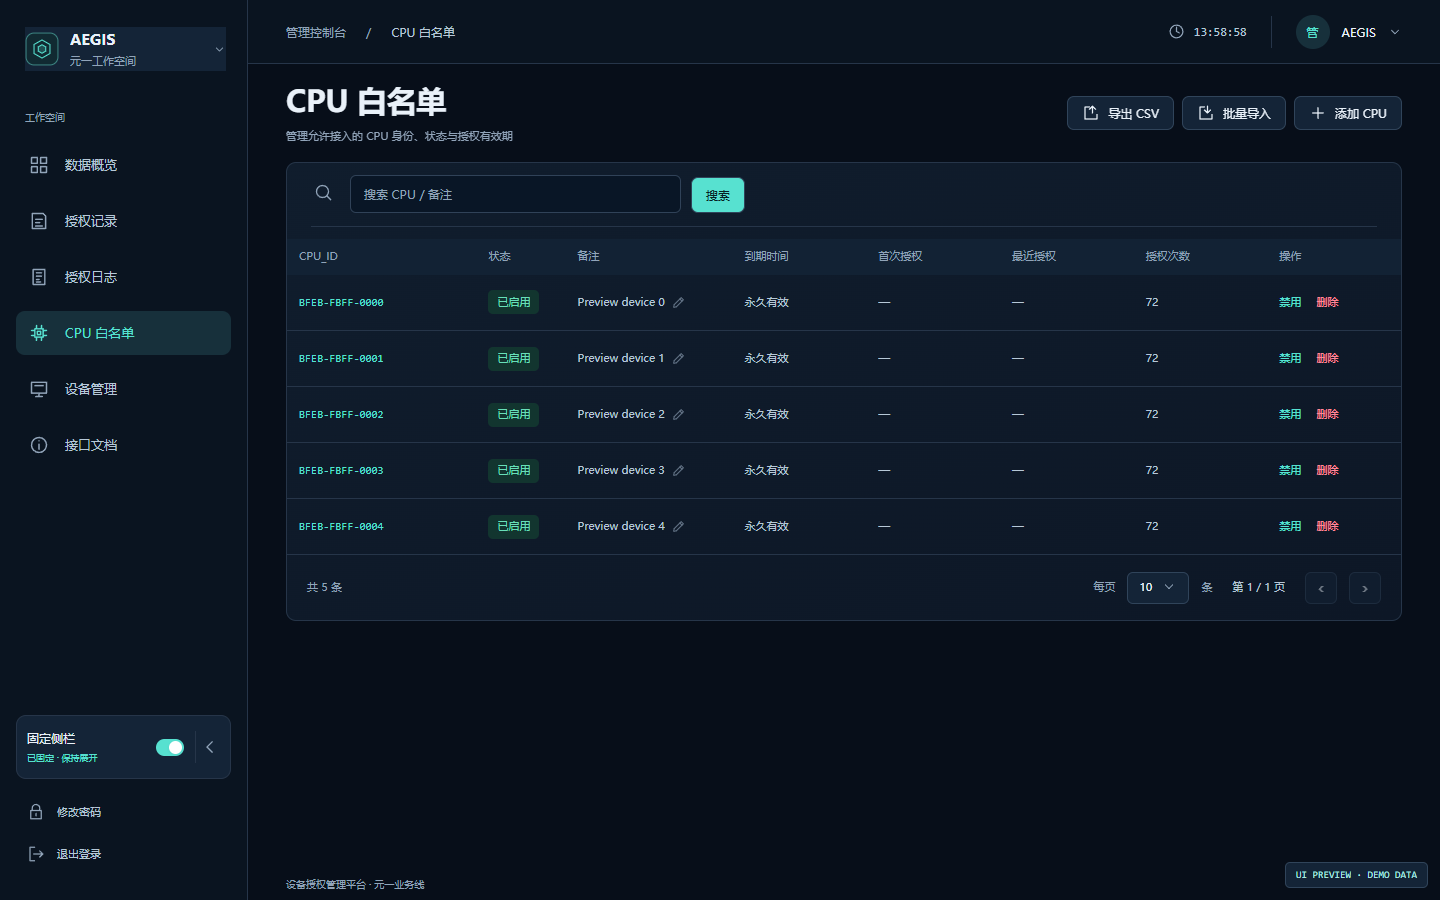 AEGIS
元一工作空间
工作空间
数据概览
授权记录
授权日志
CPU 白名单
设备管理
接口文档
固定侧栏
已固定 · 保持展开
修改密码
退出登录
管理控制台 / CPU 白名单
13:58:58
管 AEGIS
CPU 白名单
管理允许接入的 CPU 身份、状态与授权有效期
导出 CSV 批量导入 添加 CPU
搜索 CPU / 备注 搜索
CPU_ID 状态 备注 到期时间 首次授权 最近授权 授权次数 操作
BFEB-FBFF-0000 已启用 Preview device 0 永久有效 — — 72 禁用 删除
BFEB-FBFF-0001 已启用 Preview device 1 永久有效 — — 72 禁用 删除
BFEB-FBFF-0002 已启用 Preview device 2 永久有效 — — 72 禁用 删除
BFEB-FBFF-0003 已启用 Preview device 3 永久有效 — — 72 禁用 删除
BFEB-FBFF-0004 已启用 Preview device 4 永久有效 — — 72 禁用 删除
共 5 条 每页 10 条 第 1 / 1 页 ‹ ›
设备授权管理平台 · 元一业务线
UI PREVIEW · DEMO DATA